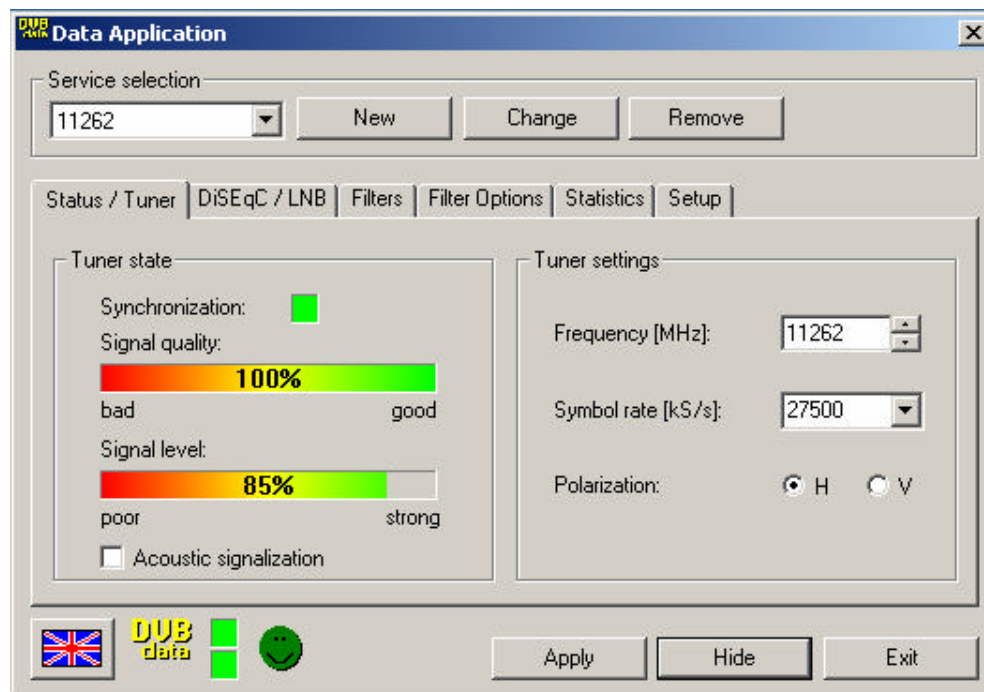 DVB data Data Application
Service selection
11262 New Change Remove
Status / Tuner DiSEqC / LNB Filters Filter Options Statistics Setup
Tuner state
Synchronization:
Signal quality:
100%
bad good
Signal level:
85%
poor strong
Acoustic signalization
Tuner settings
Frequency [MHz]: 11262
Symbol rate [kS/s]: 27500
Polarization: H V
DVB
data
Apply Hide Exit